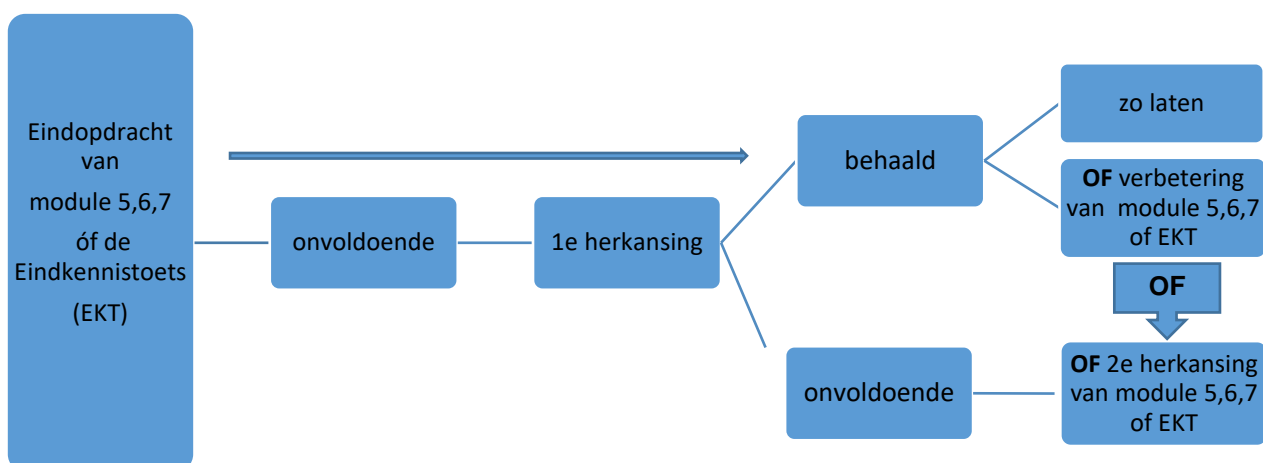 Eindopdracht
van
module 5,6,7
óf de
Eindkennistoets
(EKT)
onvoldoende
1e herkansing
behaald
zo laten
OF verbetering
van module 5,6,7
of EKT
OF
onvoldoende
OF 2e herkansing
van module 5,6,7
of EKT